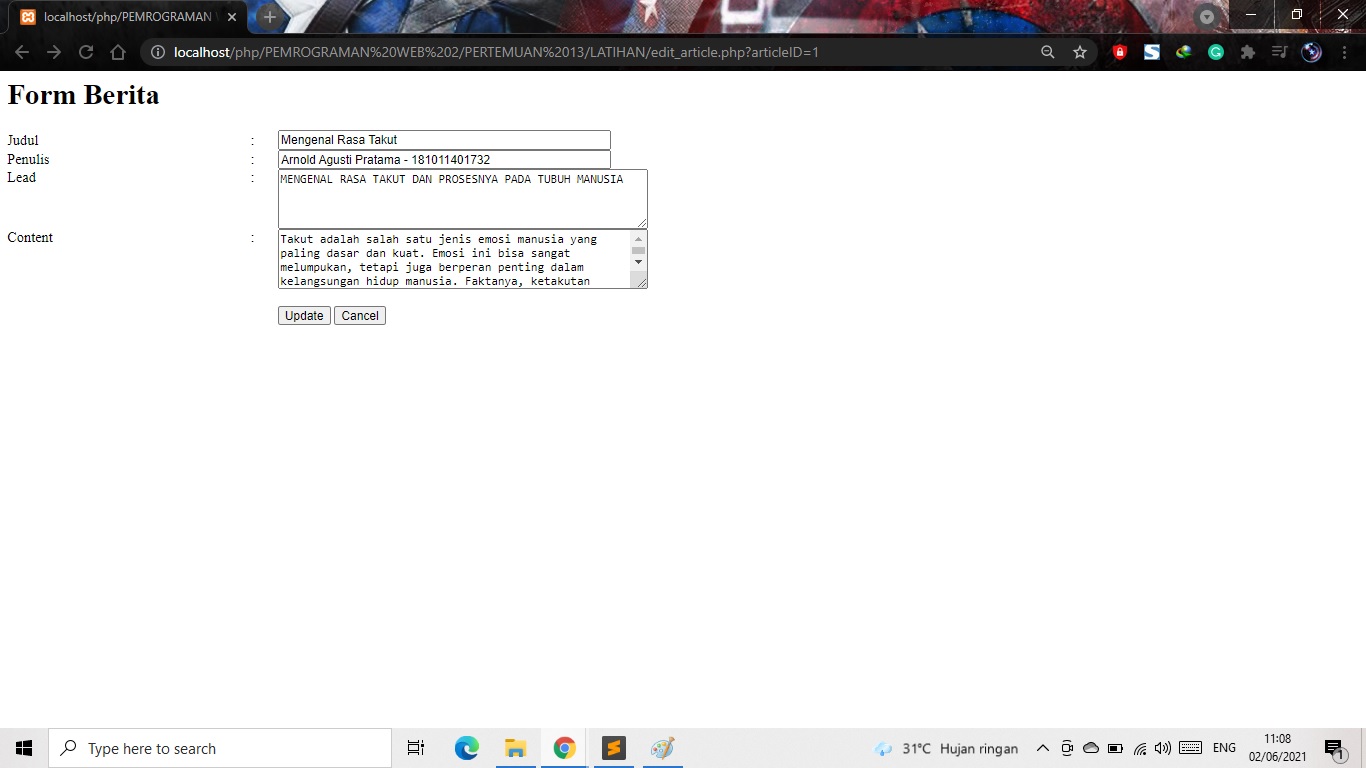 localhost/php/PEMROGRAMAN
localhost/php/PEMROGRAMAN%20WEB%202/PERTEMUAN%2013/LATIHAN/edit_article.php?articleID=1
Form Berita
Judul : Mengenal Rasa Takut
Penulis : Arnold Agusti Pratama - 181011401732
Lead : MENGENAL RASA TAKUT DAN PROSESNYA PADA TUBUH MANUSIA
Content : Takut adalah salah satu jenis emosi manusia yang
paling dasar dan kuat. Emosi ini bisa sangat
melumpukan, tetapi juga berperan penting dalam
kelangsungan hidup manusia. Faktanya, ketakutan
Update Cancel
Type here to search
31°C Hujan ringan
ENG
11:08
02/06/2021
1